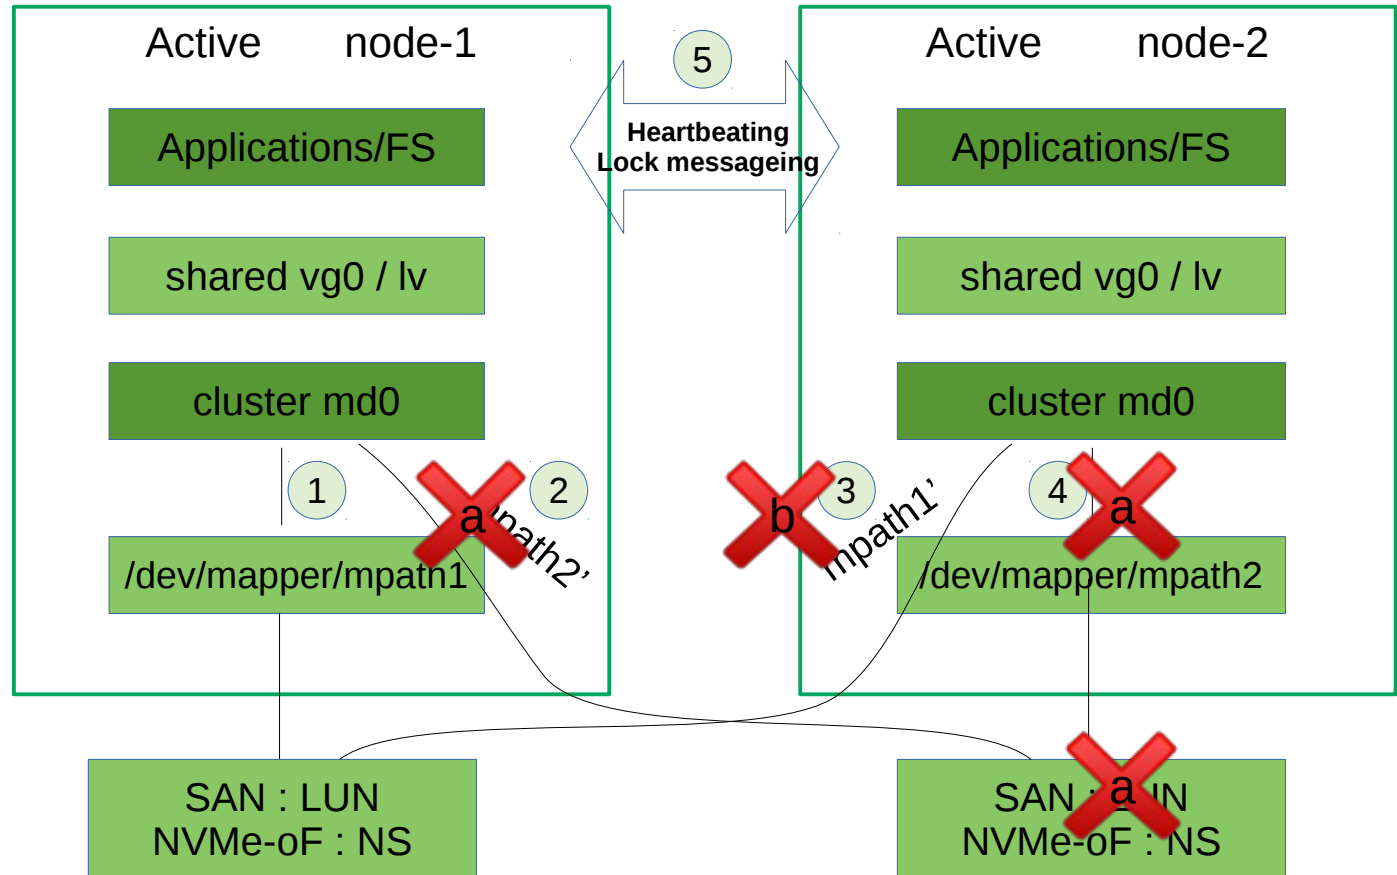 Active node-1
Active node-2
5
Heartbeating
Lock messageing
Applications/FS
Applications/FS
shared vg0 / lv
shared vg0 / lv
cluster md0
cluster md0
1
a
2
b
3
mpath1’
4
a
/dev/mapper/mpath1
/dev/mapper/mpath2
SAN : LUN
NVMe-oF : NS
SAN :
a
NVMe-oF : NS